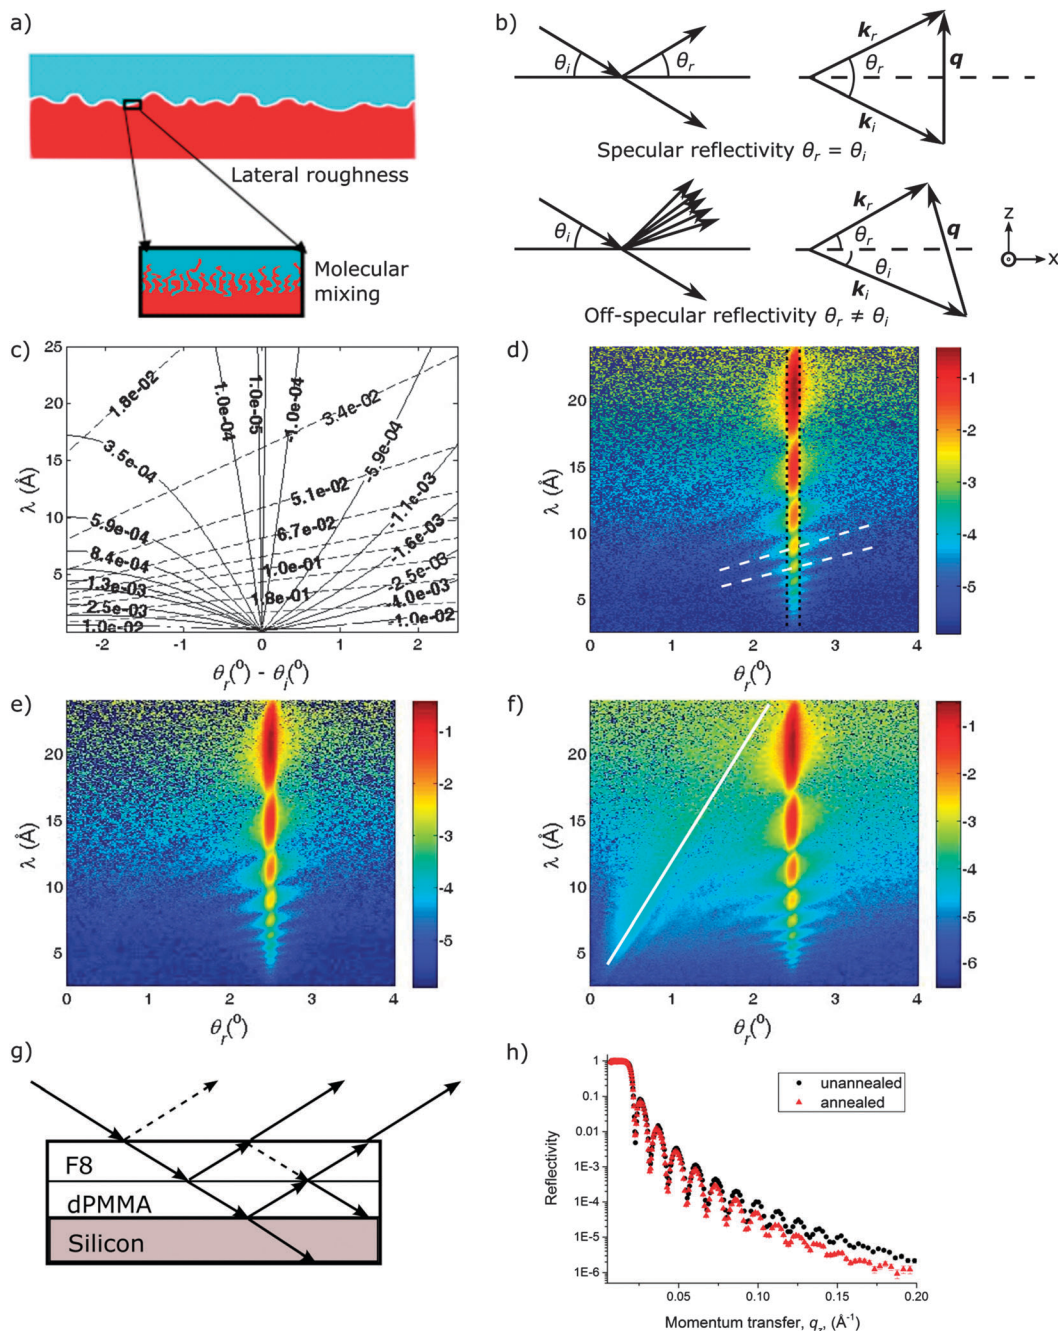 a)
Lateral roughness
Molecular
mixing
b)
θi
θr
kr
θr
q
ki
Specular reflectivity θr = θi
θi
kr
θr
q
θi
ki
z
x
Off-specular reflectivity θr ≠ θi
c)
λ (Å)
25
20
15
10
5
-2
-1
0
1
2
θr(o) - θi(o)
1.8e-02
1.0e-04
1.0e-05
-1.0e-04
3.4e-02
3.5e-04
-5.9e-04
5.1e-02
-1.1e-03
5.9e-04
6.7e-02
-1.6e-03
8.4e-04
1.0e-01
-2.5e-03
1.3e-03
1.8e-01
-4.0e-03
2.5e-03
1.0e-02
-1.0e-02
d)
λ (Å)
20
15
10
5
0
1
2
3
4
θr(o)
-1
-2
-3
-4
-5
e)
λ (Å)
20
15
10
5
0
1
2
3
4
θr(o)
-1
-2
-3
-4
-5
f)
λ (Å)
20
15
10
5
0
1
2
3
4
θr(o)
-1
-2
-3
-4
-5
-6
g)
F8
dPMMA
Silicon
h)
Reflectivity
1
0.1
0.01
1E-3
1E-4
1E-5
1E-6
unannealed
annealed
0.05
0.10
0.15
0.20
Momentum transfer, qz, (Å-1)